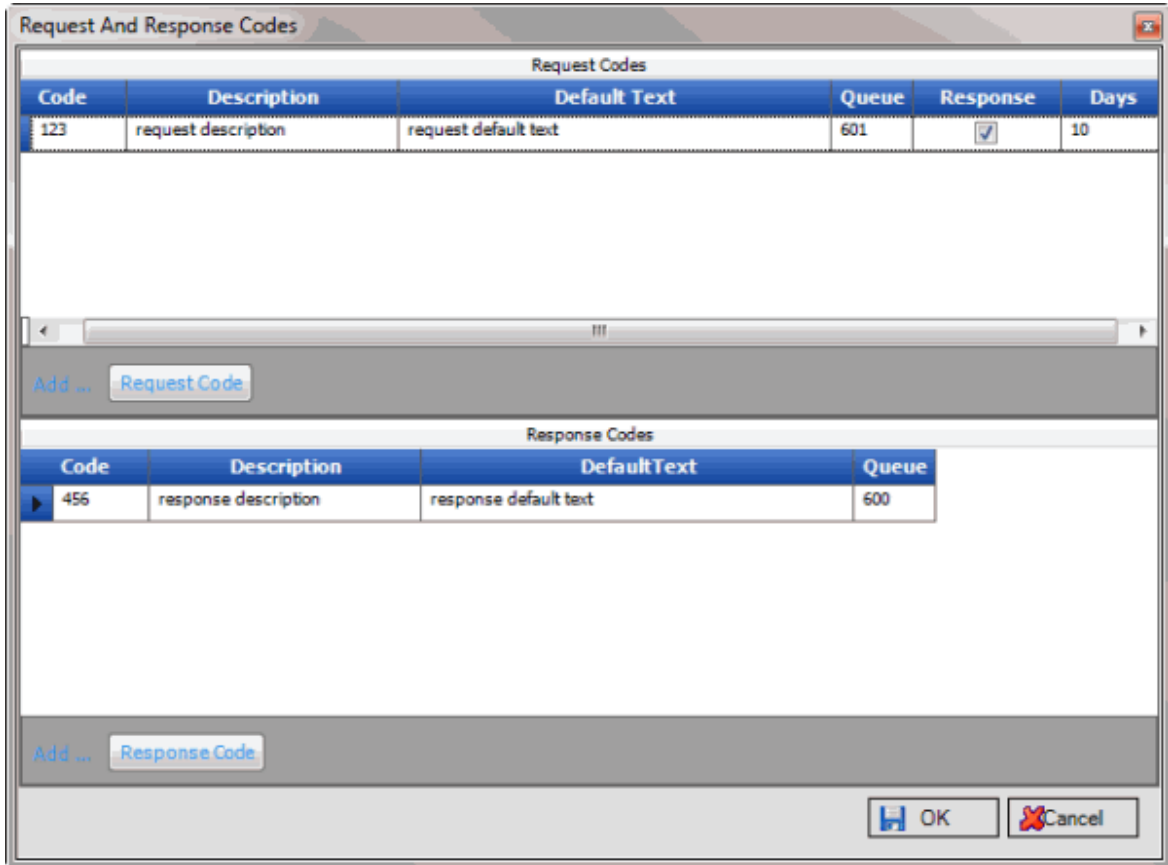 Request And Response Codes
Request Codes
Code Description Default Text Queue Response Days
123 request description request default text 601 10
Add ... Request Code
Response Codes
Code Description DefaultText Queue
456 response description response default text 600
Add ... Response Code
OK Cancel